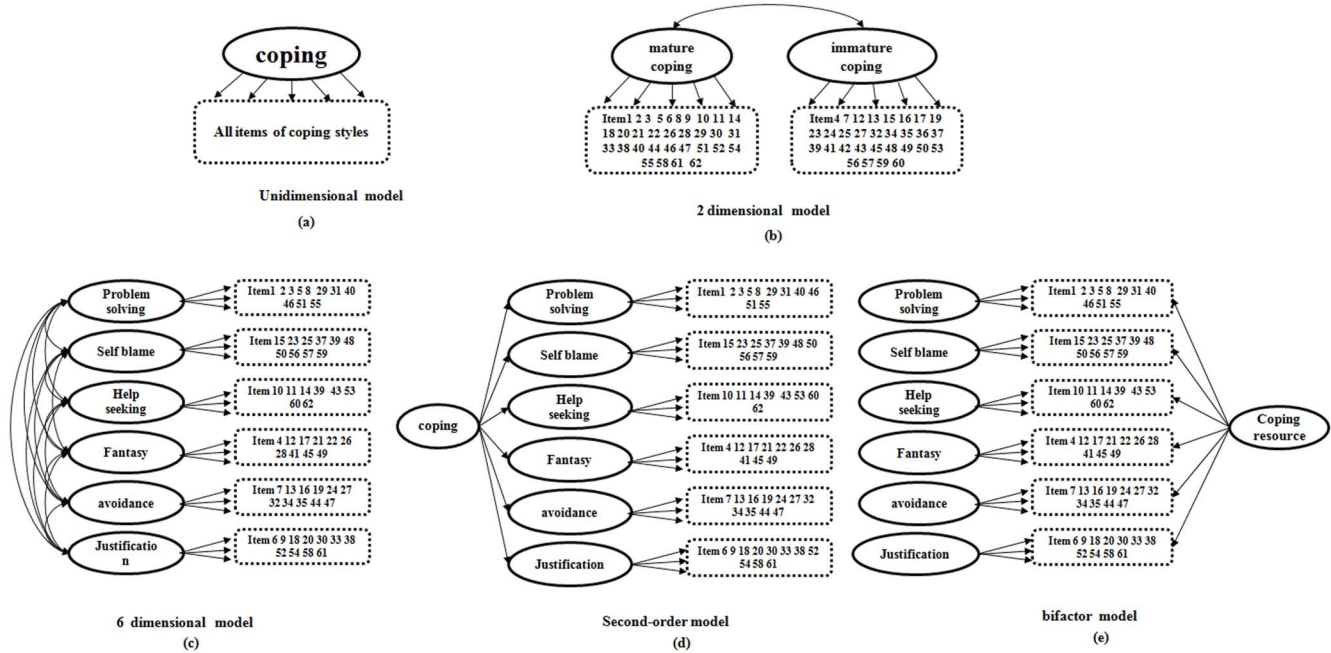 coping
All items of coping styles
Unidimensional model
(a)
mature
coping
immature
coping
Item1 2 3 5 6 8 9 10 11 14
18 20 21 22 26 28 29 30 31
33 38 40 44 46 47 51 52 54
55 58 61 62
Item4 7 12 13 15 16 17 19
23 24 25 27 32 34 35 36 37
39 41 42 43 45 48 49 50 53
56 57 59 60
2 dimensional model
(b)
Problem
solving
Item1 2 3 5 8 29 31 40
46 51 55
Self blame
Item 15 23 25 37 39 48
50 56 57 59
Help
seeking
Item 10 11 14 39 43 53
60 62
Fantasy
Item 4 12 17 21 22 26
28 41 45 49
avoidance
Item 7 13 16 19 24 27
32 34 35 44 47
Justificatio
n
Item 6 9 18 20 30 33 38
52 54 58 61
6 dimensional model
(c)
coping
Problem
solving
Item1 2 3 5 8 29 31 40 46
51 55
Self blame
Item 15 23 25 37 39 48 50
56 57 59
Help
seeking
Item 10 11 14 39 43 53 60
62
Fantasy
Item 4 12 17 21 22 26 28
41 45 49
avoidance
Item 7 13 16 19 24 27 32
34 35 44 47
Justification
Item 6 9 18 20 30 33 38 52
54 58 61
Second-order model
(d)
Problem
solving
Item1 2 3 5 8 29 31 40
46 51 55
Self blame
Item 15 23 25 37 39 48
50 56 57 59
Help
seeking
Item 10 11 14 39 43 53
60 62
Fantasy
Item 4 12 17 21 22 26 28
41 45 49
avoidance
Item 7 13 16 19 24 27 32
34 35 44 47
Justification
Item 6 9 18 20 30 33 38
52 54 58 61
Coping
resource
bifactor model
(e)